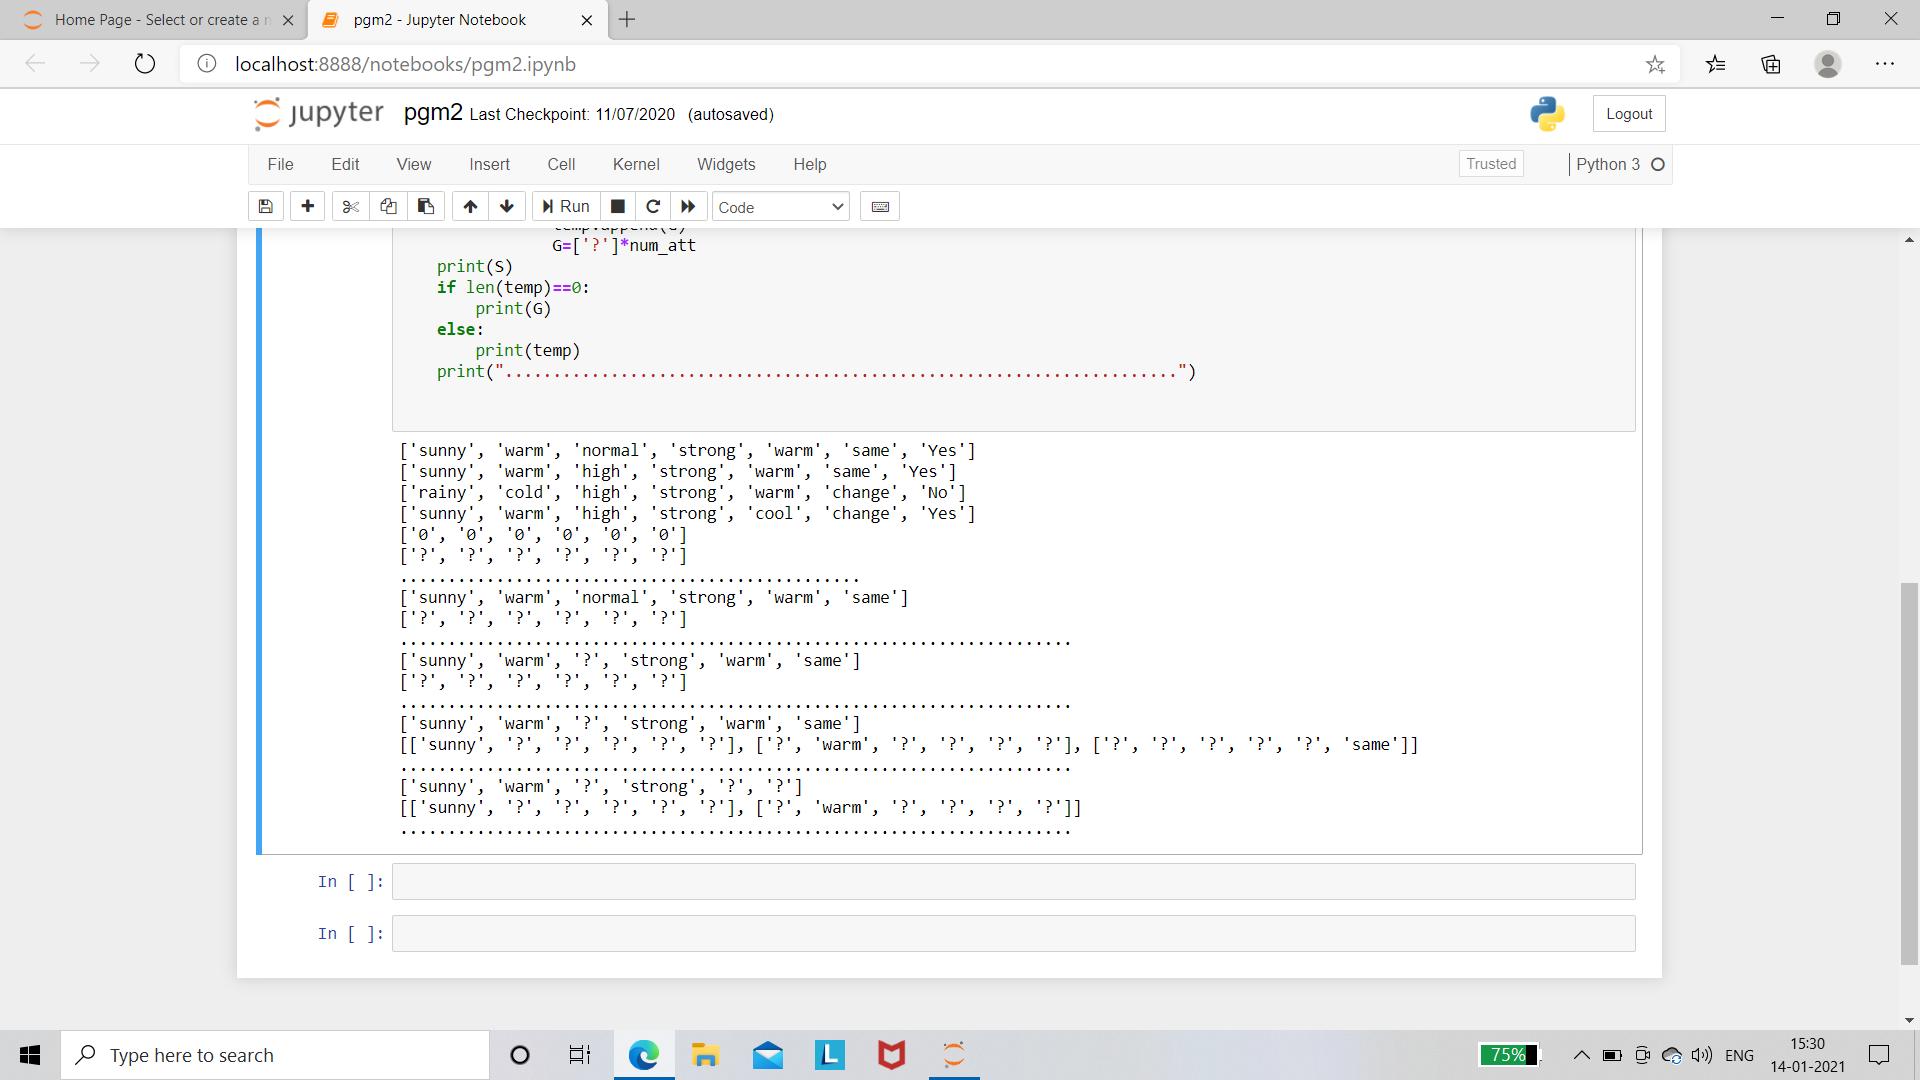 Home Page - Select or create a n
pgm2 - Jupyter Notebook
localhost:8888/notebooks/pgm2.ipynb
jupyter pgm2 Last Checkpoint: 11/07/2020 (autosaved)
Logout
File Edit View Insert Cell Kernel Widgets Help
Trusted
Python 3
Run
Code
temp.append(G)
G=['?']*num_att
print(S)
if len(temp)==0:
print(G)
else:
print(temp)
print("......................................................................")
['sunny', 'warm', 'normal', 'strong', 'warm', 'same', 'Yes']
['sunny', 'warm', 'high', 'strong', 'warm', 'same', 'Yes']
['rainy', 'cold', 'high', 'strong', 'warm', 'change', 'No']
['sunny', 'warm', 'high', 'strong', 'cool', 'change', 'Yes']
['0', '0', '0', '0', '0', '0']
['?', '?', '?', '?', '?', '?']
................................................
['sunny', 'warm', 'normal', 'strong', 'warm', 'same']
['?', '?', '?', '?', '?', '?']
......................................................................
['sunny', 'warm', '?', 'strong', 'warm', 'same']
['?', '?', '?', '?', '?', '?']
......................................................................
['sunny', 'warm', '?', 'strong', 'warm', 'same']
[['sunny', '?', '?', '?', '?', '?'], ['?', 'warm', '?', '?', '?', '?'], ['?', '?', '?', '?', '?', 'same']]
......................................................................
['sunny', 'warm', '?', 'strong', '?', '?']
[['sunny', '?', '?', '?', '?', '?'], ['?', 'warm', '?', '?', '?', '?']]
......................................................................
In [ ]:
In [ ]:
Type here to search
L
75%
ENG
15:30
14-01-2021